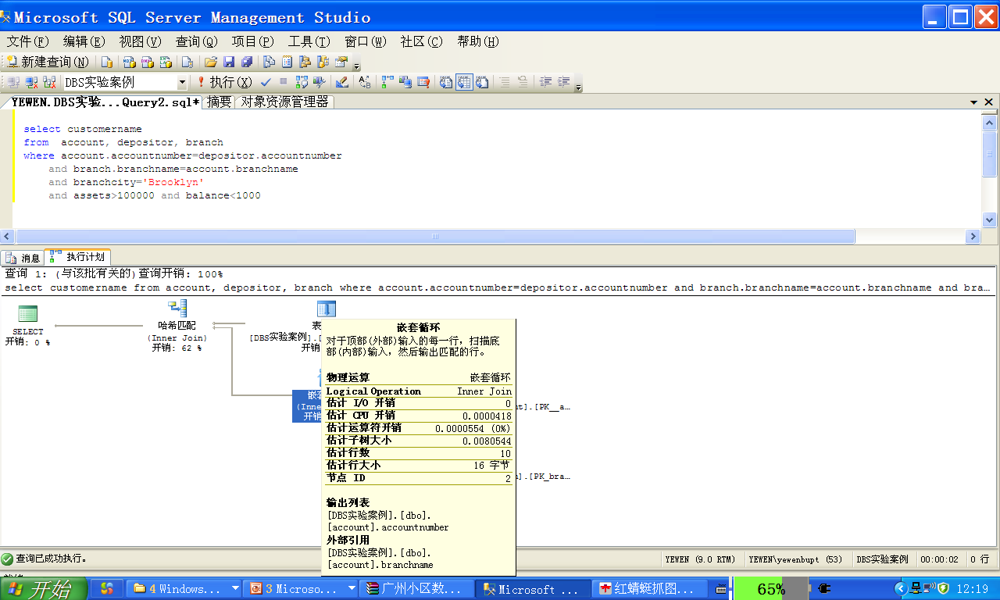 Microsoft SQL Server Management Studio
文件(F) 编辑(E) 视图(V) 查询(Q) 项目(P) 工具(T) 窗口(W) 社区(C) 帮助(H)
新建查询(N)
DBS实验案例 执行(X)
YEWEN.DBS实验...Query2.sql* 摘要 对象资源管理器
select customername
from account, depositor, branch
where account.accountnumber=depositor.accountnumber
and branch.branchname=account.branchname
and branchcity='Brooklyn'
and assets>100000 and balance<1000
消息 执行计划
查询 1: (与该批有关的)查询开销: 100%
select customername from account, depositor, branch where account.accountnumber=depositor.accountnumber and branch.branchname=account.branchname and bra...
SELECT
开销: 0 %
哈希匹配
(Inner Join)
开销: 62 %
表
[DBS实验案例].[
开销
嵌套
(Inne
开销
t].[PK__a...
].[PK_bra...
嵌套循环
对于顶部(外部)输入的每一行，扫描底
部(内部)输入，然后输出匹配的行。
物理运算 嵌套循环
Logical Operation Inner Join
估计 I/O 开销 0
估计 CPU 开销 0.0000418
估计运算符开销 0.0000554 (0%)
估计子树大小 0.0080544
估计行数 10
估计行大小 16 字节
节点 ID 2
输出列表
[DBS实验案例].[dbo].
[account].accountnumber
外部引用
[DBS实验案例].[dbo].
[account].branchname
查询已成功执行。 YEWEN (9.0 RTM) YEWEN\yewenbupt (53) DBS实验案例 00:00:02 0 行
开始 4 Windows... 3 Microso... 广州小区数... Microsoft ... 红蜻蜓抓图... 65% 12:19